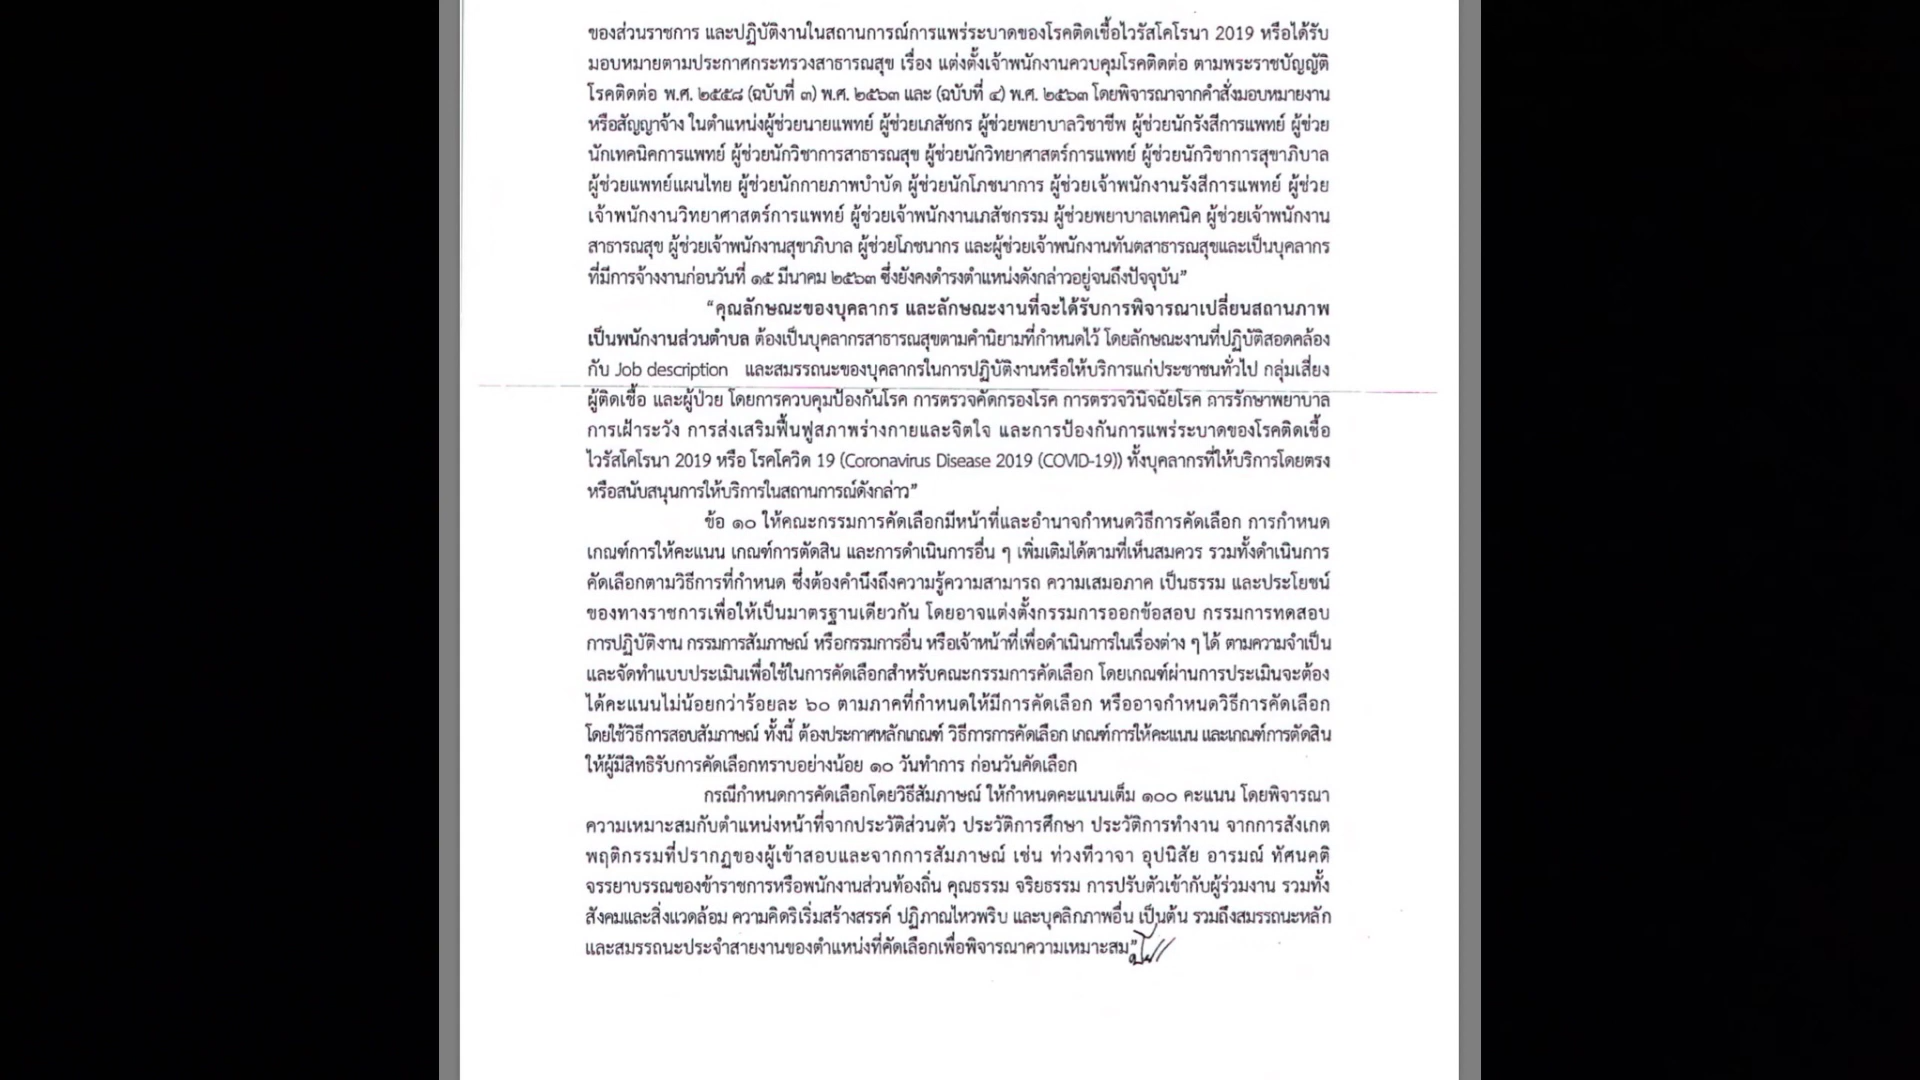 ของส่วนราชการ และปฏิบัติงานในสถานการณ์การแพร่ระบาดของโรคติดเชื้อไวรัสโคโรนา 2019 หรือได้รับ
มอบหมายตามประกาศกระทรวงสาธารณสุข เรื่อง แต่งตั้งเจ้าพนักงานควบคุมโรคติดต่อ ตามพระราชบัญญัติ
โรคติดต่อ พ.ศ. ๒๕๕๘ (ฉบับที่ ๓) พ.ศ. ๒๕๖๓ และ (ฉบับที่ ๔) พ.ศ. ๒๕๖๓ โดยพิจารณาจากคำสั่งมอบหมายงาน
หรือสัญญาจ้าง ในตำแหน่งผู้ช่วยนายแพทย์ ผู้ช่วยเภสัชกร ผู้ช่วยพยาบาลวิชาชีพ ผู้ช่วยนักรังสีการแพทย์ ผู้ช่วย
นักเทคนิคการแพทย์ ผู้ช่วยนักวิชาการสาธารณสุข ผู้ช่วยนักวิทยาศาสตร์การแพทย์ ผู้ช่วยนักวิชาการสุขาภิบาล
ผู้ช่วยแพทย์แผนไทย ผู้ช่วยนักกายภาพบำบัด ผู้ช่วยนักโภชนาการ ผู้ช่วยเจ้าพนักงานรังสีการแพทย์ ผู้ช่วย
เจ้าพนักงานวิทยาศาสตร์การแพทย์ ผู้ช่วยเจ้าพนักงานเภสัชกรรม ผู้ช่วยพยาบาลเทคนิค ผู้ช่วยเจ้าพนักงาน
สาธารณสุข ผู้ช่วยเจ้าพนักงานสุขาภิบาล ผู้ช่วยโภชนากร และผู้ช่วยเจ้าพนักงานทันตสาธารณสุขและเป็นบุคลากร
ที่มีการจ้างงานก่อนวันที่ ๑๕ มีนาคม ๒๕๖๓ ซึ่งยังคงดำรงตำแหน่งดังกล่าวอยู่จนถึงปัจจุบัน”
“คุณลักษณะของบุคลากร และลักษณะงานที่จะได้รับการพิจารณาเปลี่ยนสถานภาพ
เป็นพนักงานส่วนตำบล ต้องเป็นบุคลากรสาธารณสุขตามคำนิยามที่กำหนดไว้ โดยลักษณะงานที่ปฏิบัติสอดคล้อง
กับ Job description และสมรรถนะของบุคลากรในการปฏิบัติงานหรือให้บริการแก่ประชาชนทั่วไป กลุ่มเสี่ยง
ผู้ติดเชื้อ และผู้ป่วย โดยการควบคุมป้องกันโรค การตรวจคัดกรองโรค การตรวจวินิจฉัยโรค การรักษาพยาบาล
การเฝ้าระวัง การส่งเสริมฟื้นฟูสภาพร่างกายและจิตใจ และการป้องกันการแพร่ระบาดของโรคติดเชื้อ
ไวรัสโคโรนา 2019 หรือ โรคโควิด 19 (Coronavirus Disease 2019 (COVID-19)) ทั้งบุคลากรที่ให้บริการโดยตรง
หรือสนับสนุนการให้บริการในสถานการณ์ดังกล่าว”
ข้อ ๑๐ ให้คณะกรรมการคัดเลือกมีหน้าที่และอำนาจกำหนดวิธีการคัดเลือก การกำหนด
เกณฑ์การให้คะแนน เกณฑ์การตัดสิน และการดำเนินการอื่น ๆ เพิ่มเติมได้ตามที่เห็นสมควร รวมทั้งดำเนินการ
คัดเลือกตามวิธีการที่กำหนด ซึ่งต้องคำนึงถึงความรู้ความสามารถ ความเสมอภาค เป็นธรรม และประโยชน์
ของทางราชการเพื่อให้เป็นมาตรฐานเดียวกัน โดยอาจแต่งตั้งกรรมการออกข้อสอบ กรรมการทดสอบ
การปฏิบัติงาน กรรมการสัมภาษณ์ หรือกรรมการอื่น หรือเจ้าหน้าที่เพื่อดำเนินการในเรื่องต่าง ๆ ได้ ตามความจำเป็น
และจัดทำแบบประเมินเพื่อใช้ในการคัดเลือกสำหรับคณะกรรมการคัดเลือก โดยเกณฑ์ผ่านการประเมินจะต้อง
ได้คะแนนไม่น้อยกว่าร้อยละ ๖๐ ตามภาคที่กำหนดให้มีการคัดเลือก หรืออาจกำหนดวิธีการคัดเลือก
โดยใช้วิธีการสอบสัมภาษณ์ ทั้งนี้ ต้องประกาศหลักเกณฑ์ วิธีการการคัดเลือก เกณฑ์การให้คะแนน และเกณฑ์การตัดสิน
ให้ผู้มีสิทธิรับการคัดเลือกทราบอย่างน้อย ๑๐ วันทำการ ก่อนวันคัดเลือก
กรณีกำหนดการคัดเลือกโดยวิธีสัมภาษณ์ ให้กำหนดคะแนนเต็ม ๑๐๐ คะแนน โดยพิจารณา
ความเหมาะสมกับตำแหน่งหน้าที่จากประวัติส่วนตัว ประวัติการศึกษา ประวัติการทำงาน จากการสังเกต
พฤติกรรมที่ปรากฏของผู้เข้าสอบและจากการสัมภาษณ์ เช่น ท่วงทีวาจา อุปนิสัย อารมณ์ ทัศนคติ
จรรยาบรรณของข้าราชการหรือพนักงานส่วนท้องถิ่น คุณธรรม จริยธรรม การปรับตัวเข้ากับผู้ร่วมงาน รวมทั้ง
สังคมและสิ่งแวดล้อม ความคิดริเริ่มสร้างสรรค์ ปฏิภาณไหวพริบ และบุคลิกภาพอื่น เป็นต้น รวมถึงสมรรถนะหลัก
และสมรรถนะประจำสายงานของตำแหน่งที่คัดเลือกเพื่อพิจารณาความเหมาะสม”